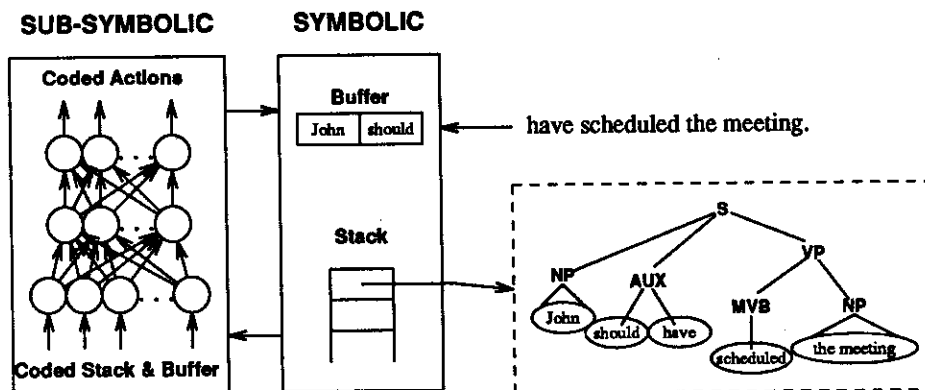 SUB-SYMBOLIC
SYMBOLIC
Coded Actions
Buffer
John should
have scheduled the meeting.
Stack
S
NP AUX VP
John should have
MVB NP
scheduled the meeting
Coded Stack & Buffer